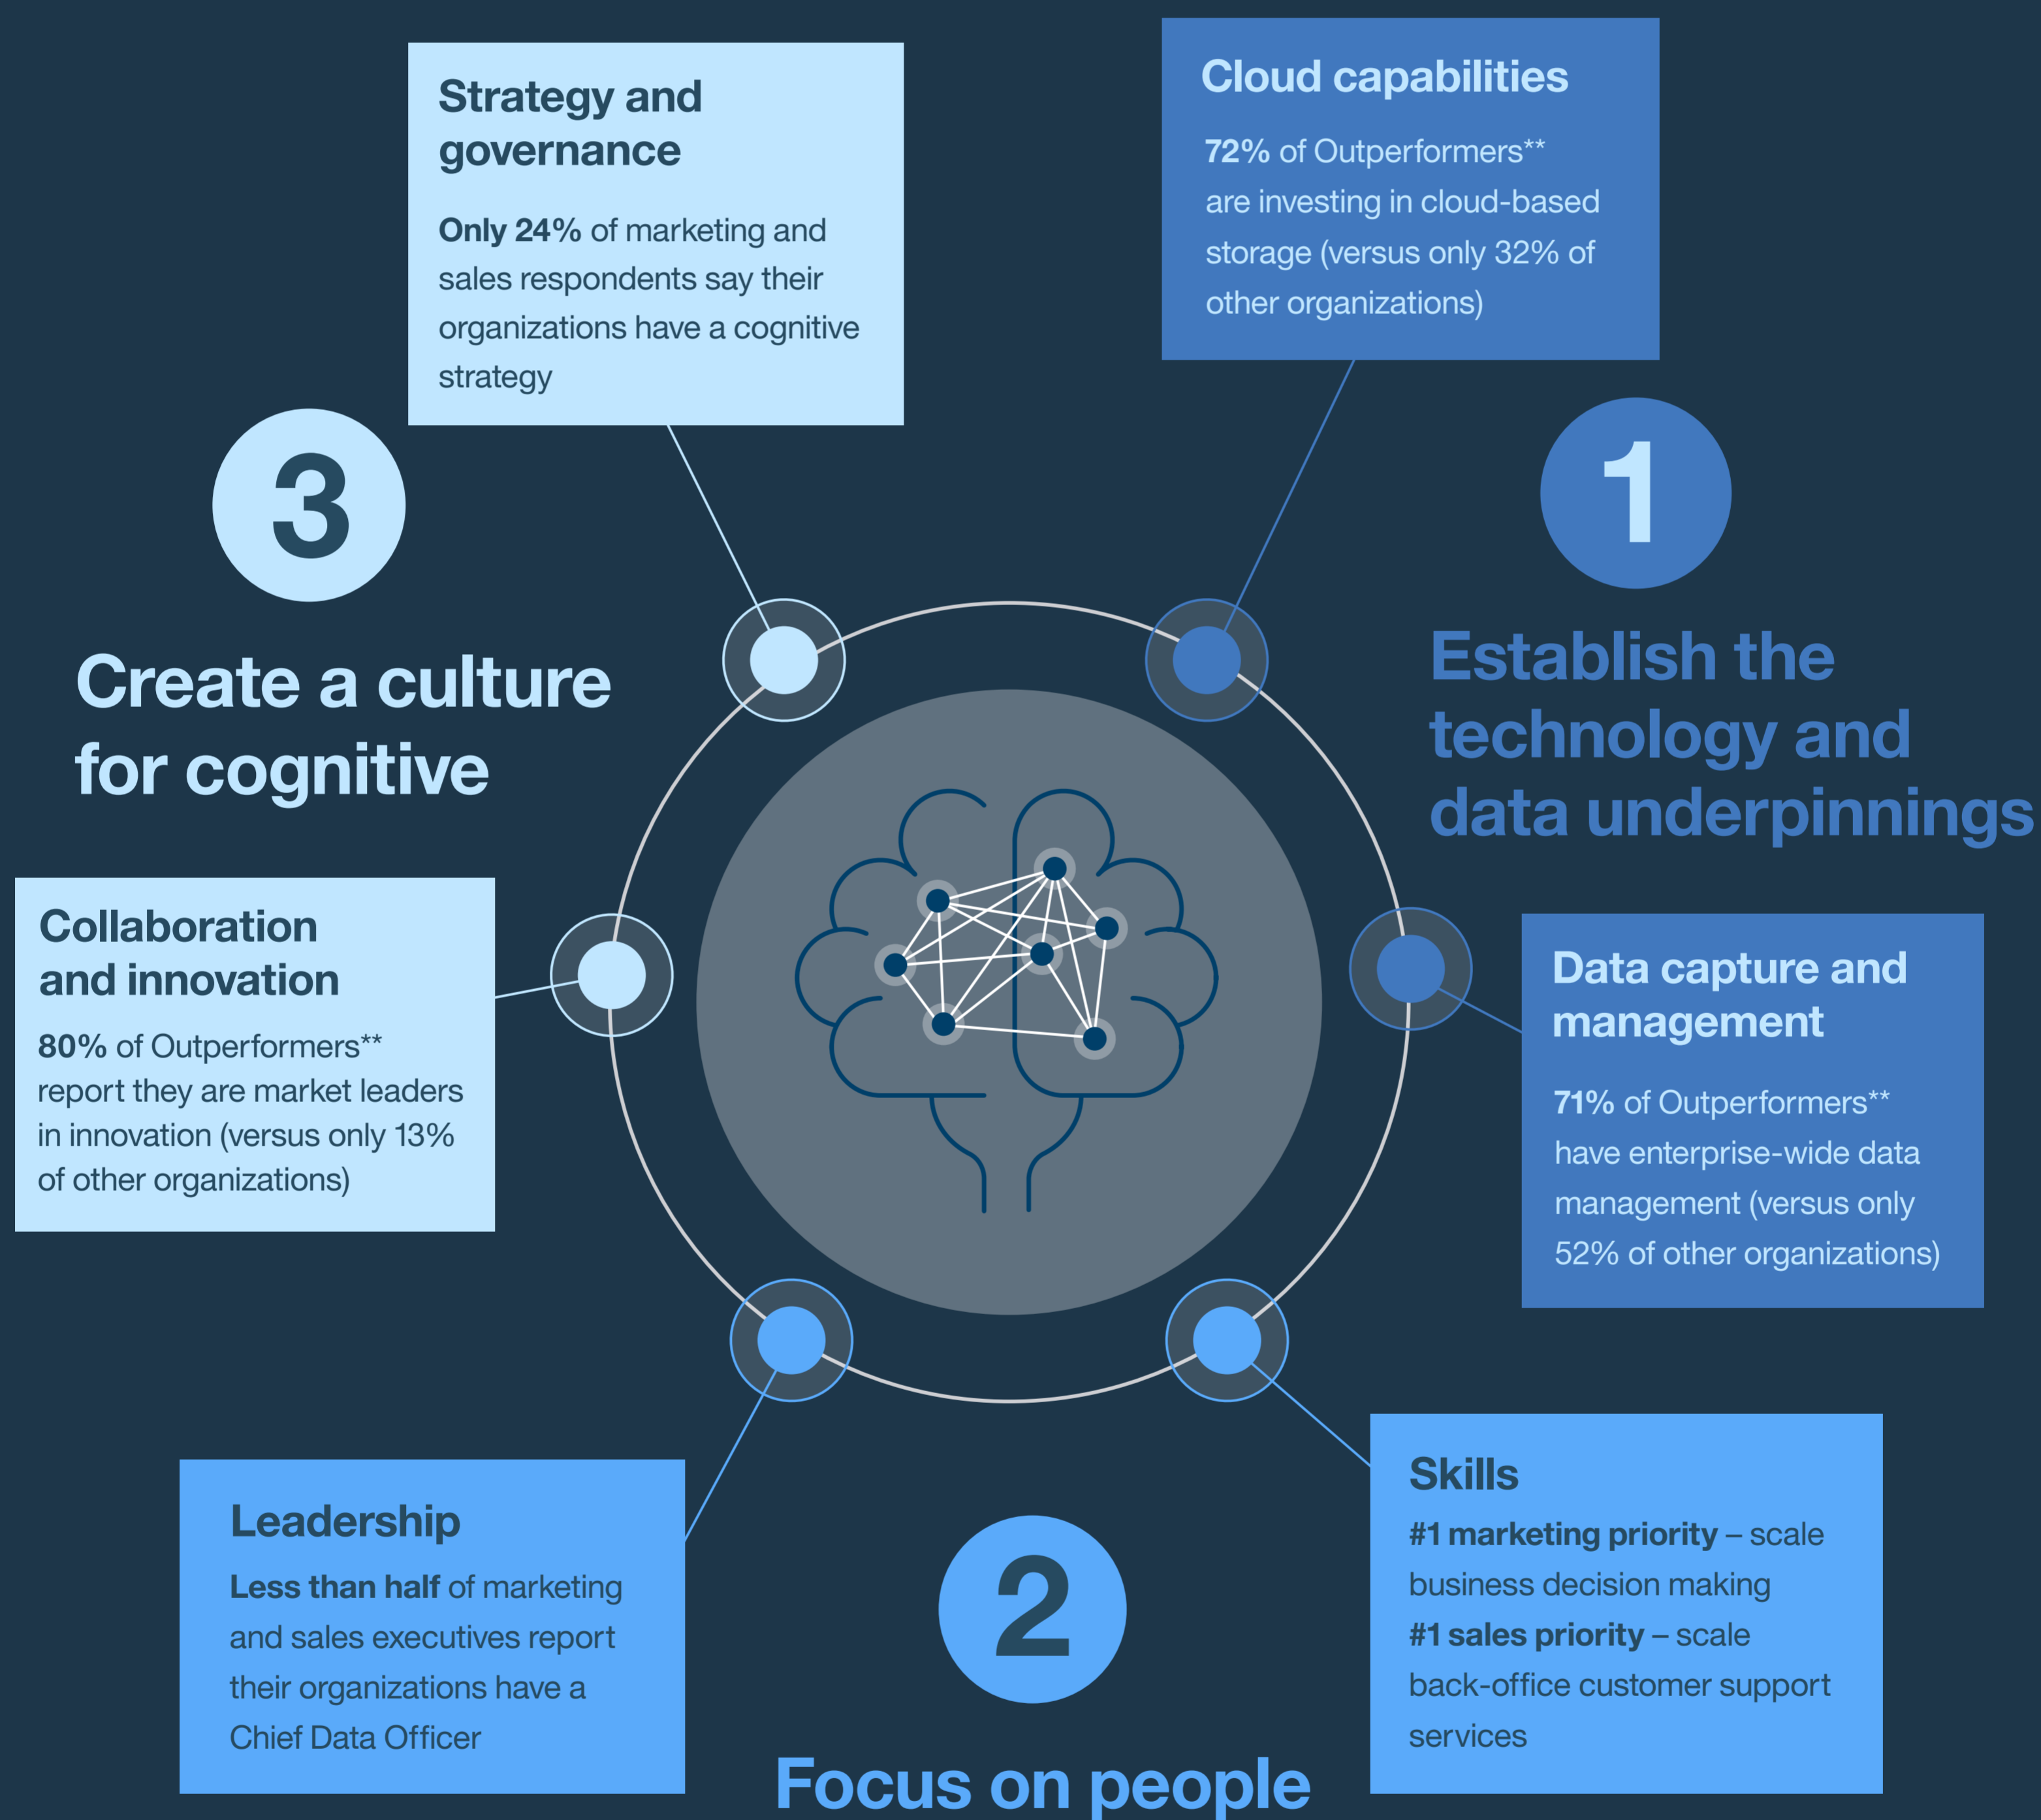 Strategy and
governance
Only 24% of marketing and
sales respondents say their
organizations have a cognitive
strategy
Cloud capabilities
72% of Outperformers**
are investing in cloud-based
storage (versus only 32% of
other organizations)
3
Create a culture
for cognitive
1
Establish the
technology and
data underpinnings
Collaboration
and innovation
80% of Outperformers**
report they are market leaders
in innovation (versus only 13%
of other organizations)
Data capture and
management
71% of Outperformers**
have enterprise-wide data
management (versus only
52% of other organizations)
Leadership
Less than half of marketing
and sales executives report
their organizations have a
Chief Data Officer
2
Focus on people
Skills
#1 marketing priority – scale
business decision making
#1 sales priority – scale
back-office customer support
services